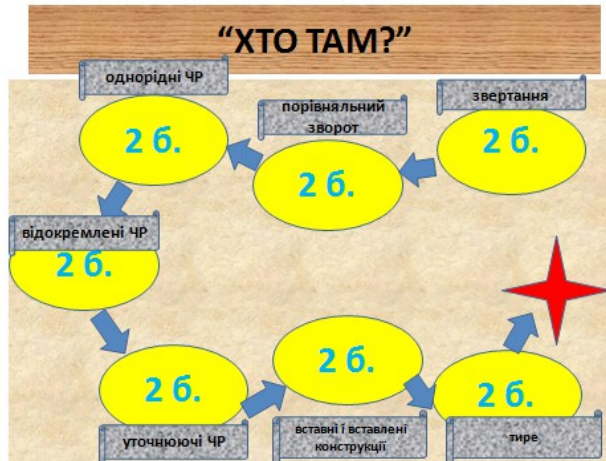 “ХТО ТАМ?”
однорідні ЧР
2 б.
порівняльний
зворот
2 б.
звертання
2 б.
відокремлені ЧР
2 б.
2 б.
уточнюючі ЧР
2 б.
вставні і вставлені
конструкції
2 б.
тире